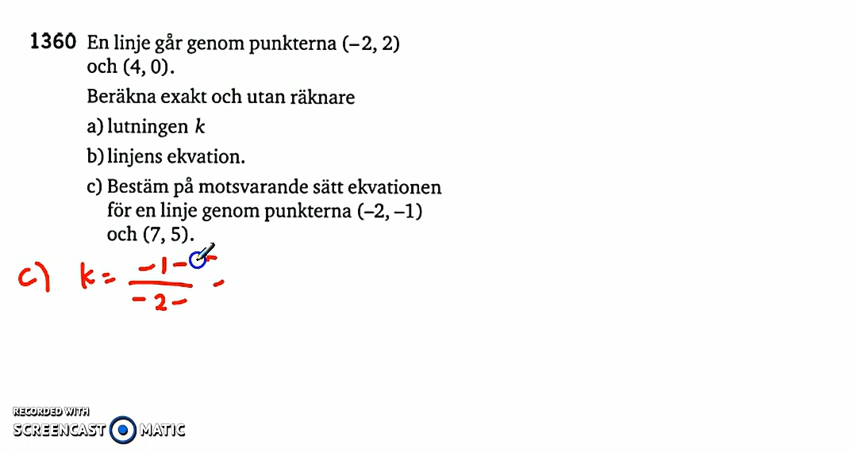 1360 En linje går genom punkterna (−2, 2)
och (4, 0).
Beräkna exakt och utan räknare
a) lutningen k
b) linjens ekvation.
c) Bestäm på motsvarande sätt ekvationen
för en linje genom punkterna (−2, −1)
och (7, 5).
c) k = −1− / −2−
RECORDED WITH
SCREENCAST MATIC